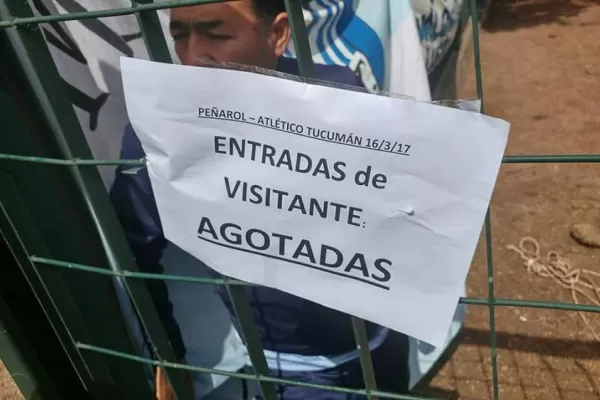 PEÑAROL – ATLÉTICO TUCUMÁN 16/3/17
ENTRADAS de
VISITANTE:
AGOTADAS